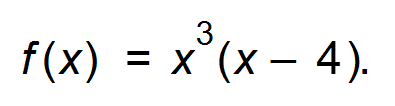 f(x) = x³(x – 4).